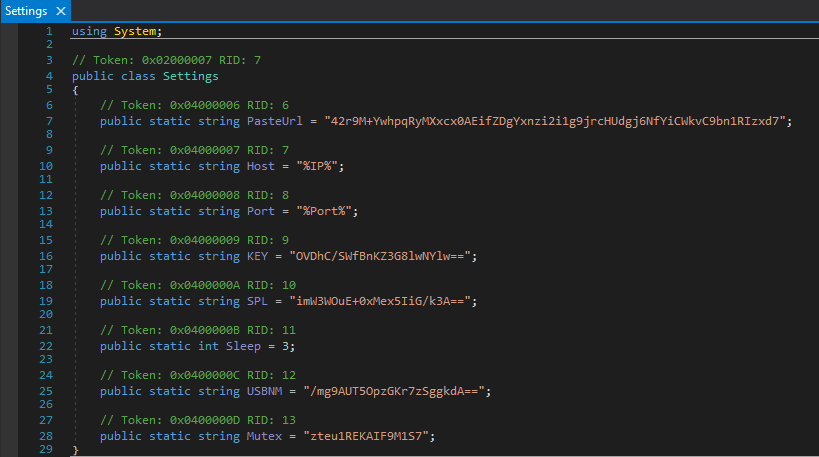 Settings ×
1 using System;
2
3 // Token: 0x02000007 RID: 7
4 public class Settings
5 {
6 // Token: 0x04000006 RID: 6
7 public static string PasteUrl = "42r9M+YwhpqRyMXxcx0AEifZDgYxnzi2i1g9jrcHUdgj6NfYiCWkvC9bn1RIzxd7";
8
9 // Token: 0x04000007 RID: 7
10 public static string Host = "%IP%";
11
12 // Token: 0x04000008 RID: 8
13 public static string Port = "%Port%";
14
15 // Token: 0x04000009 RID: 9
16 public static string KEY = "OVDhC/SWfBnKZ3G8lwNYlw==";
17
18 // Token: 0x0400000A RID: 10
19 public static string SPL = "imW3WOuE+0xMex5IiG/k3A==";
20
21 // Token: 0x0400000B RID: 11
22 public static int Sleep = 3;
23
24 // Token: 0x0400000C RID: 12
25 public static string USBNM = "/mg9AUT5OpzGKr7zSggkdA==";
26
27 // Token: 0x0400000D RID: 13
28 public static string Mutex = "zteu1REKAIF9M1S7";
29 }